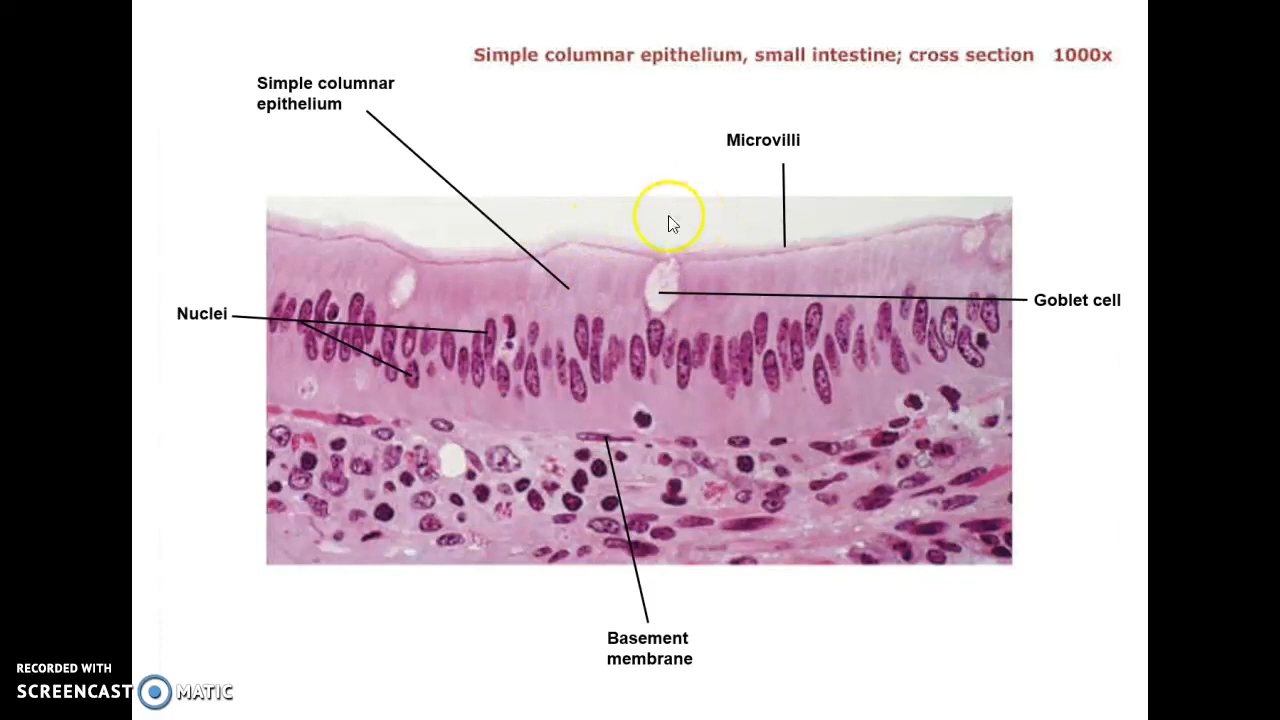 Simple columnar epithelium, small intestine; cross section 1000x
Simple columnar
epithelium
Microvilli
Goblet cell
Nuclei
Basement
membrane
RECORDED WITH
SCREENCAST MATIC